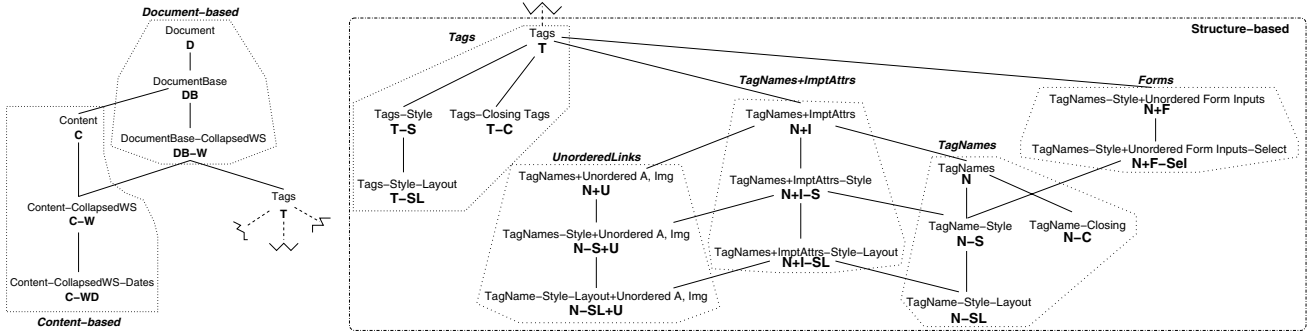 Document-based
Document
D
DocumentBase
DB
Content
C
DocumentBase-CollapsedWS
DB-W
Tags
T
Content-CollapsedWS
C-W
Content-CollapsedWS-Dates
C-WD
Content-based
Structure-based
Tags
Tags
T
Tags-Style
T-S
Tags-Closing Tags
T-C
Tags-Style-Layout
T-SL
TagNames+ImptAttrs
TagNames+ImptAttrs
N+I
TagNames+ImptAttrs-Style
N+I-S
TagNames+ImptAttrs-Style-Layout
N+I-SL
UnorderedLinks
TagNames+Unordered A, Img
N+U
TagNames-Style+Unordered A, Img
N-S+U
TagName-Style-Layout+Unordered A, Img
N-SL+U
TagNames
TagNames
N
TagName-Style
N-S
TagName-Closing
N-C
TagName-Style-Layout
N-SL
Forms
TagNames-Style+Unordered Form Inputs
N+F
TagNames-Style+Unordered Form Inputs-Select
N+F-Sel